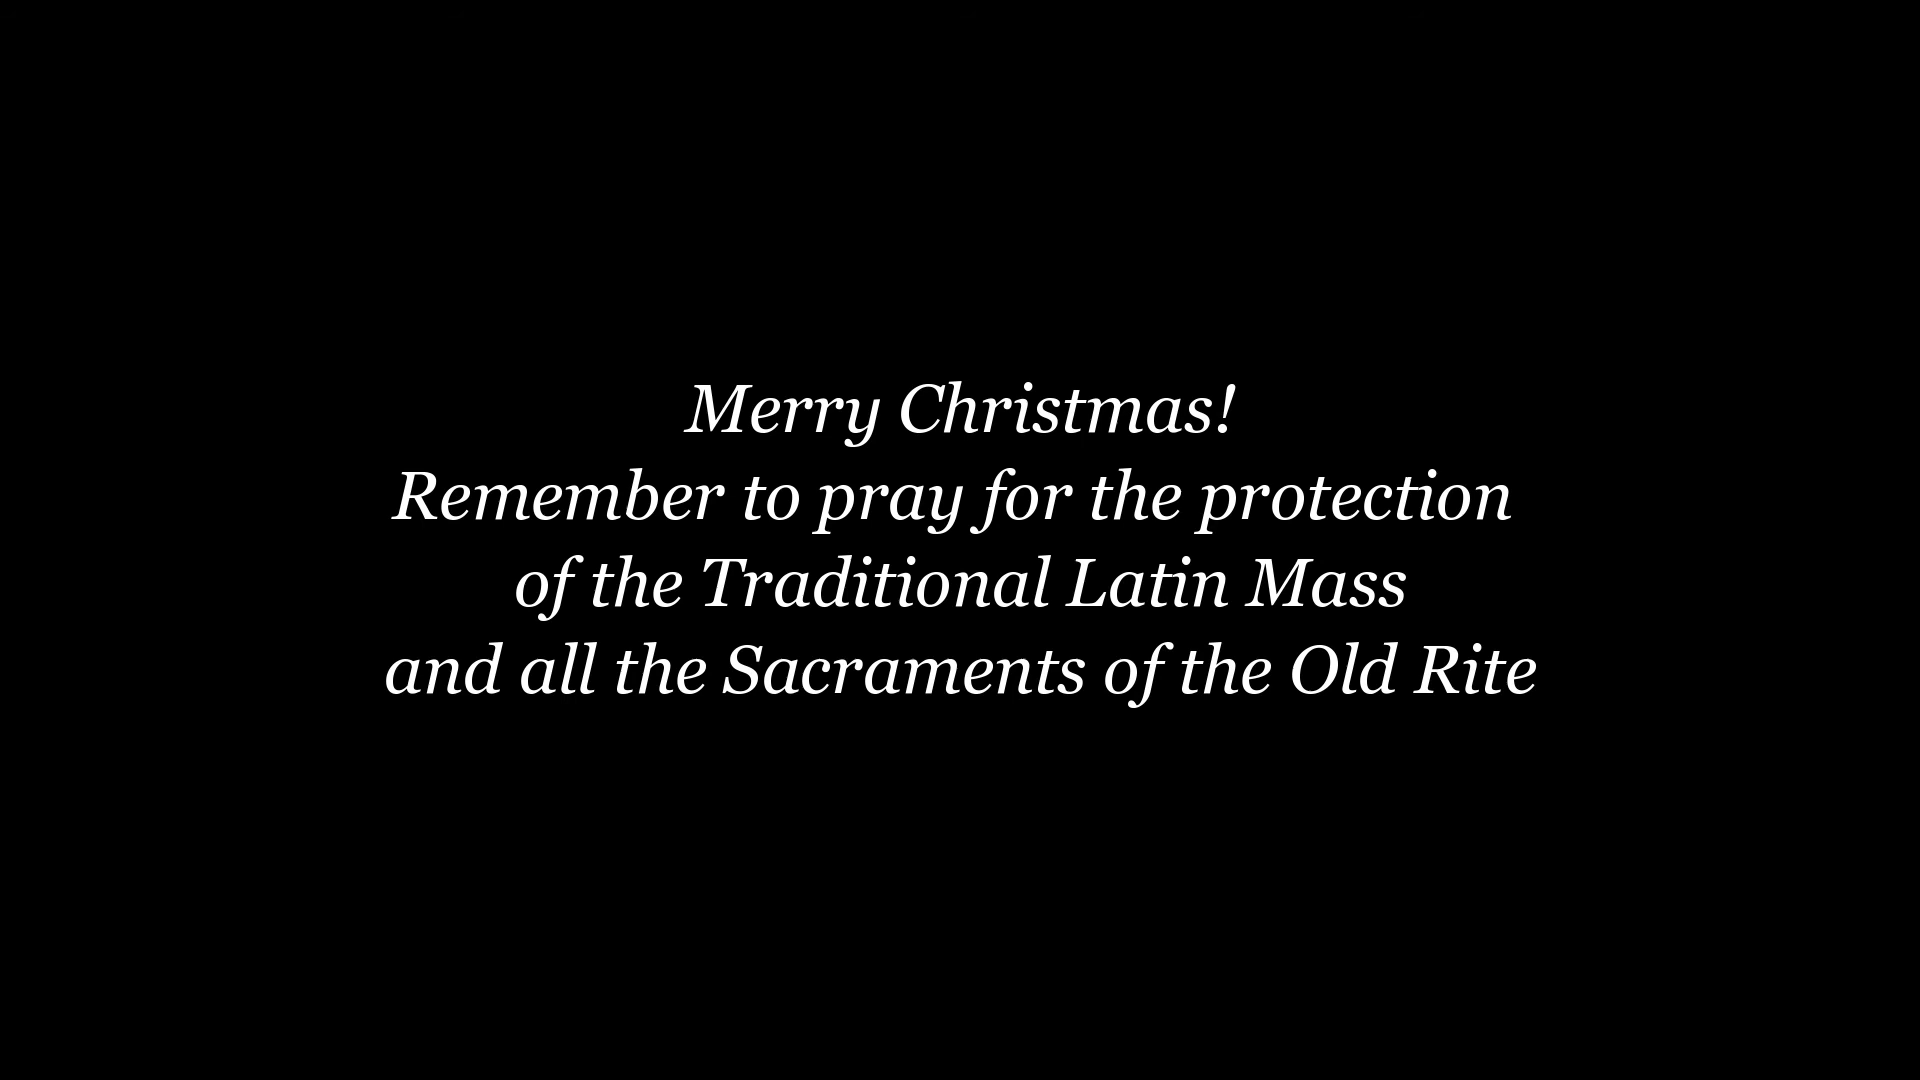 Merry Christmas!
Remember to pray for the protection
of the Traditional Latin Mass
and all the Sacraments of the Old Rite